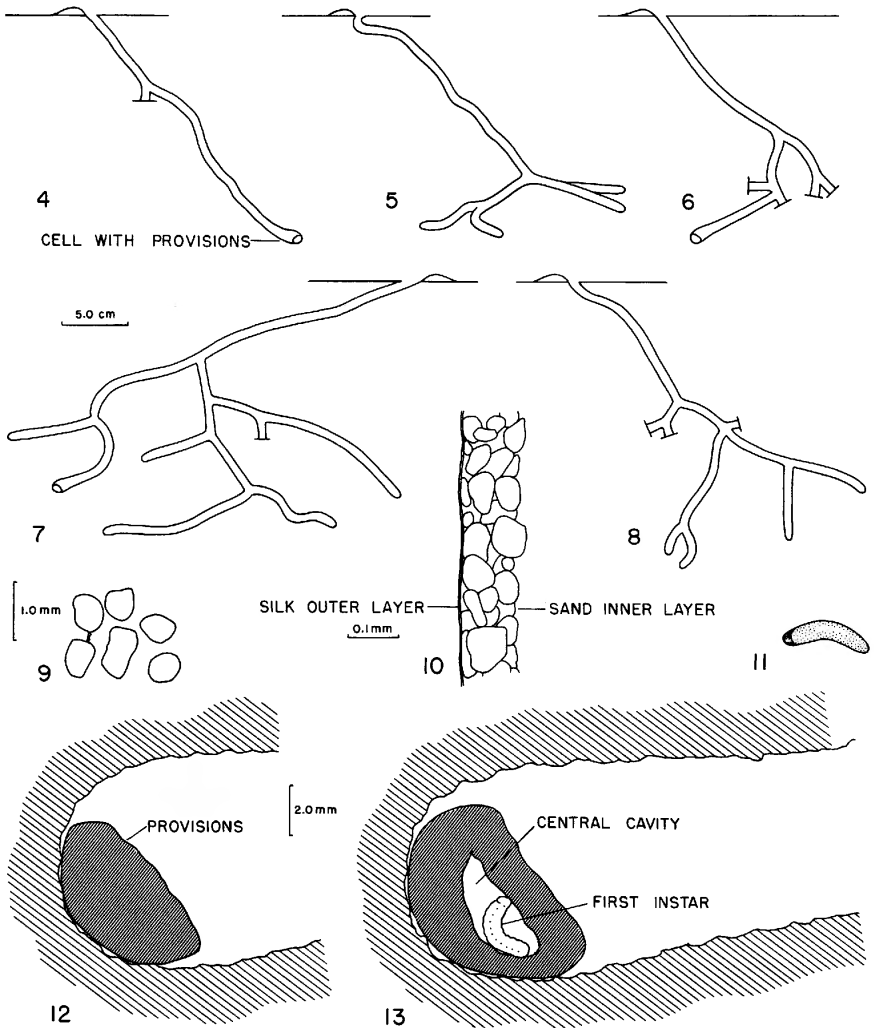 4
5
6
CELL WITH PROVISIONS
5.0 cm
7
8
1.0 mm
9
SILK OUTER LAYER
SAND INNER LAYER
0.1mm
10
11
PROVISIONS
2.0 mm
CENTRAL CAVITY
FIRST INSTAR
12
13